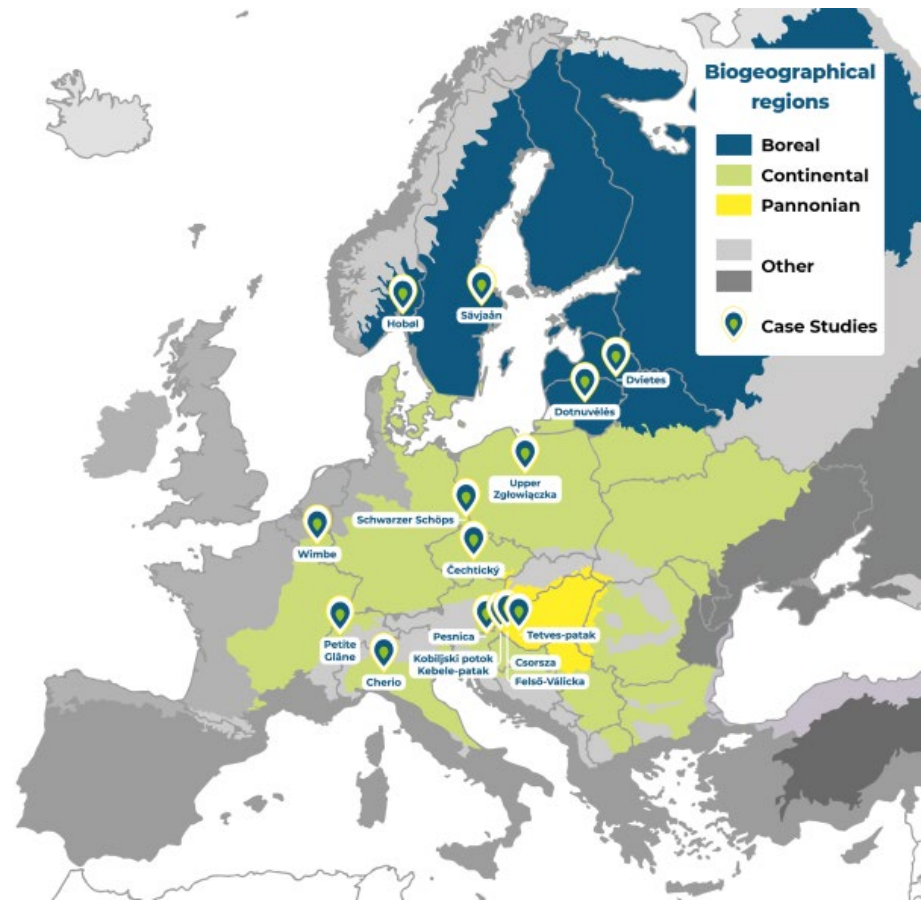 Biogeographical
regions
Boreal
Continental
Pannonian
Other
Case Studies
Hobøl
Sävjaån
Dvietes
Dotnuvėlės
Upper
Zgłowiączka
Schwarzer Schöps
Wimbe
Čechtický
Petite
Glâne
Cherio
Pesnica
Kobiljski potok
Kebele-patak
Tetves-patak
Csorsza
Felső-Válicka